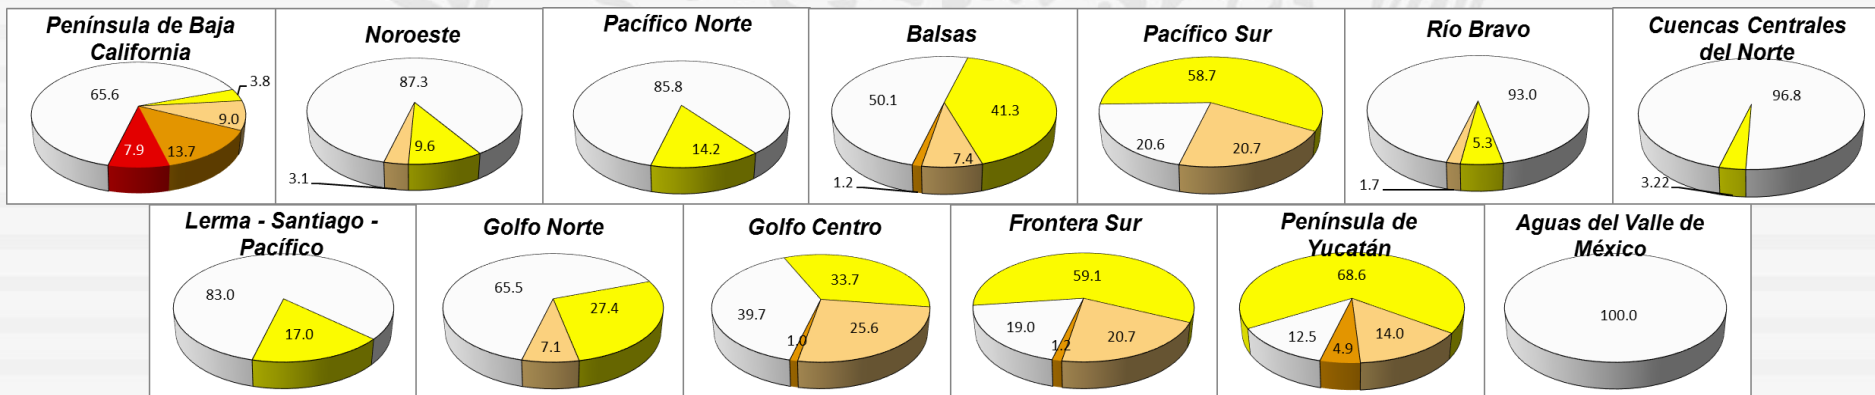 Península de Baja
California
65.6
3.8
9.0
13.7
7.9
Noroeste
87.3
9.6
3.1
Pacífico Norte
85.8
14.2
Balsas
50.1
41.3
7.4
1.2
Pacífico Sur
58.7
20.6
20.7
Río Bravo
93.0
5.3
1.7
Cuencas Centrales
del Norte
96.8
3.22
Lerma - Santiago -
Pacífico
83.0
17.0
Golfo Norte
65.5
27.4
7.1
Golfo Centro
33.7
39.7
25.6
1.0
Frontera Sur
59.1
19.0
20.7
1.2
Península de
Yucatán
68.6
12.5
14.0
4.9
Aguas del Valle de
México
100.0